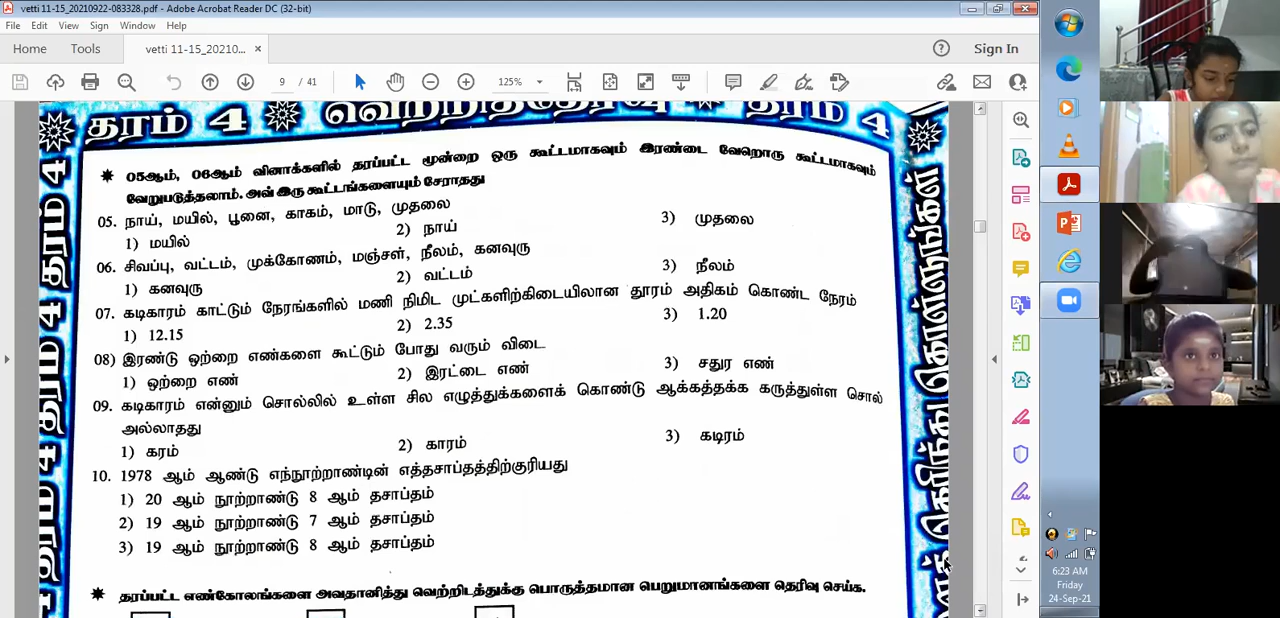 vetti 11-15_20210922-083328.pdf - Adobe Acrobat Reader DC (32-bit)
File Edit View Sign Window Help
Home Tools vetti 11-15_20210... × Sign In
9 / 41 125%
தரம் 4 வெற்றித்தேர்வு தரம் 4
05ஆம், 06ஆம் வினாக்களில் தரப்பட்ட மூன்றை ஒரு கூட்டமாகவும் இரண்டை வேறொரு கூட்டமாகவும்
வேறுபடுத்தலாம். அவ் இரு கூட்டங்களையும் சேராதது
05. நாய், மயில், பூனை, காகம், மாடு, முதலை
1) மயில் 2) நாய் 3) முதலை
06. சிவப்பு, வட்டம், முக்கோணம், மஞ்சள், நீலம், கனவுரு
1) கனவுரு 2) வட்டம் 3) நீலம்
07. கடிகாரம் காட்டும் நேரங்களில் மணி நிமிட முட்களிற்கிடையிலான தூரம் அதிகம் கொண்ட நேரம்
1) 12.15 2) 2.35 3) 1.20
08) இரண்டு ஒற்றை எண்களை கூட்டும் போது வரும் விடை
1) ஒற்றை எண் 2) இரட்டை எண் 3) சதுர எண்
09. கடிகாரம் எனனும் சொல்லில் உள்ள சில எழுத்துக்களைக் கொண்டு ஆக்கத்தக்க கருத்துள்ள சொல்
அல்லாதது
1) கரம் 2) காரம் 3) கடிரம்
10. 1978 ஆம் ஆண்டு எந்நூற்றாண்டின் எத்தசாப்தத்திற்குரியது
1) 20 ஆம் நூற்றாண்டு 8 ஆம் தசாப்தம்
2) 19 ஆம் நூற்றாண்டு 7 ஆம் தசாப்தம்
3) 19 ஆம் நூற்றாண்டு 8 ஆம் தசாப்தம்
தரப்பட்ட எண்கோலங்களை அவதானித்து வெற்றிடத்துக்கு பொருத்தமான பெறுமானங்களை தெரிவு செய்க.
தரம் 4 தரம் 4 தரம் 4
தெரிந்து கொள்ளுங்கள்
6:23 AM
Friday
24-Sep-21